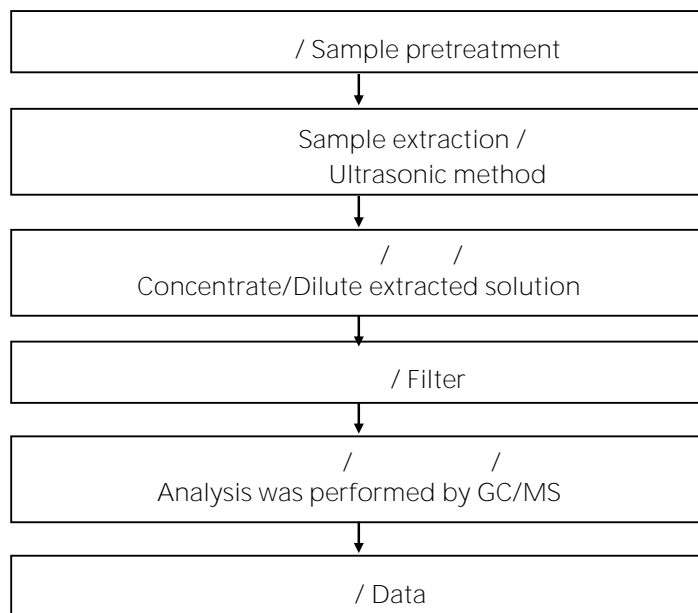 / Sample pretreatment
Sample extraction /
Ultrasonic method
/ /
Concentrate/Dilute extracted solution
/ Filter
/ /
Analysis was performed by GC/MS
/ Data